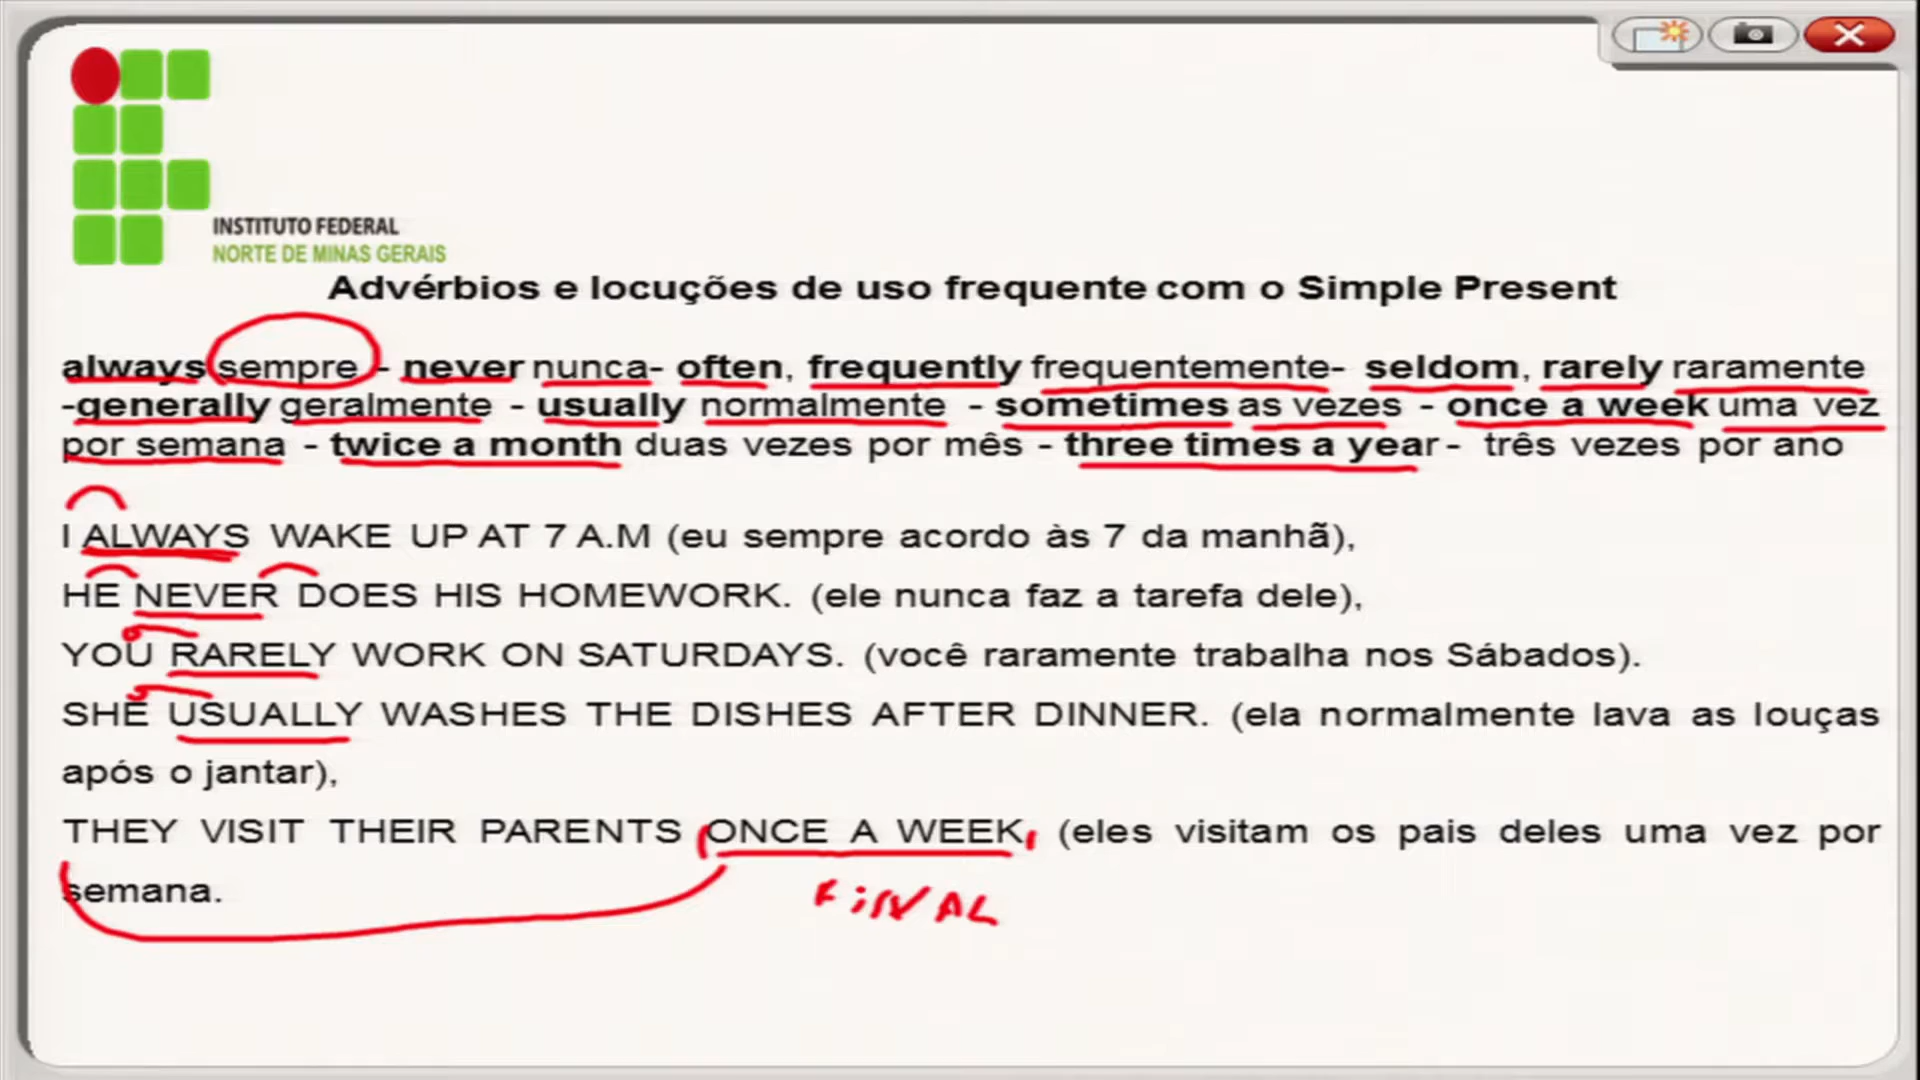 INSTITUTO FEDERAL
NORTE DE MINAS GERAIS
Advérbios e locuções de uso frequente com o Simple Present
always sempre - never nunca- often, frequently frequentemente- seldom, rarely raramente
-generally geralmente - usually normalmente - sometimes as vezes - once a week uma vez
por semana - twice a month duas vezes por mês - three times a year- três vezes por ano
I ALWAYS WAKE UP AT 7 A.M (eu sempre acordo às 7 da manhã),
HE NEVER DOES HIS HOMEWORK. (ele nunca faz a tarefa dele),
YOU RARELY WORK ON SATURDAYS. (você raramente trabalha nos Sábados).
SHE USUALLY WASHES THE DISHES AFTER DINNER. (ela normalmente lava as louças
após o jantar),
THEY VISIT THEIR PARENTS ONCE A WEEK, (eles visitam os pais deles uma vez por
semana.
FiNAL